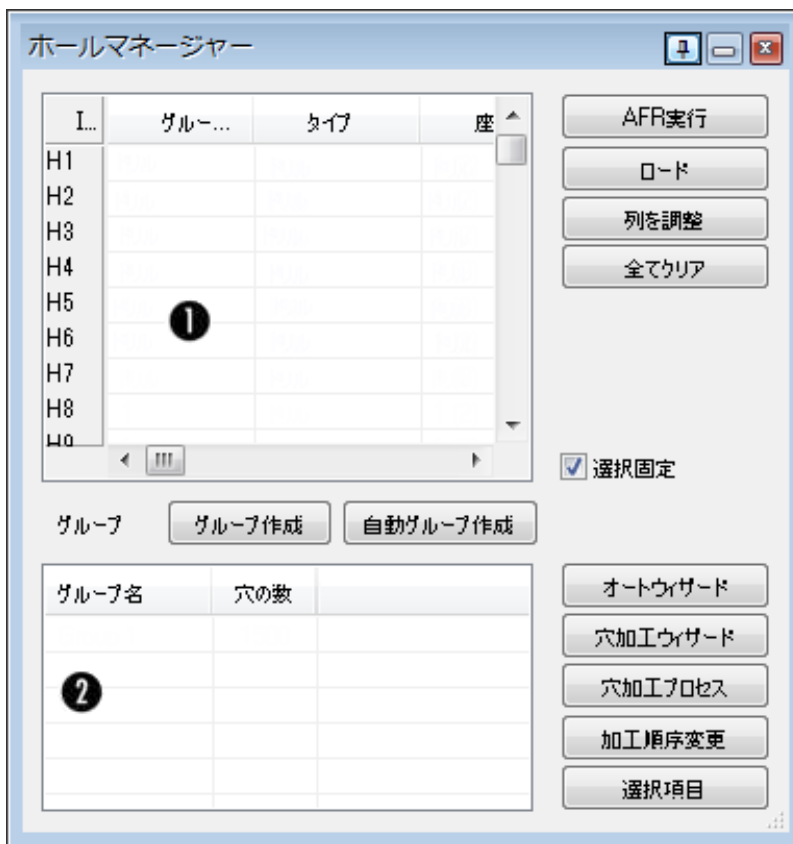 ホールマネージャー
I... グルー... タイプ 座
H1
H2
H3
H4
H5
H6
H7
H8
H9
❶
AFR実行
ロード
列を調整
全てクリア
選択固定
グループ グループ作成 自動グループ作成
グループ名 穴の数
❷
オートウィザード
穴加工ウィザード
穴加工プロセス
加工順序変更
選択項目